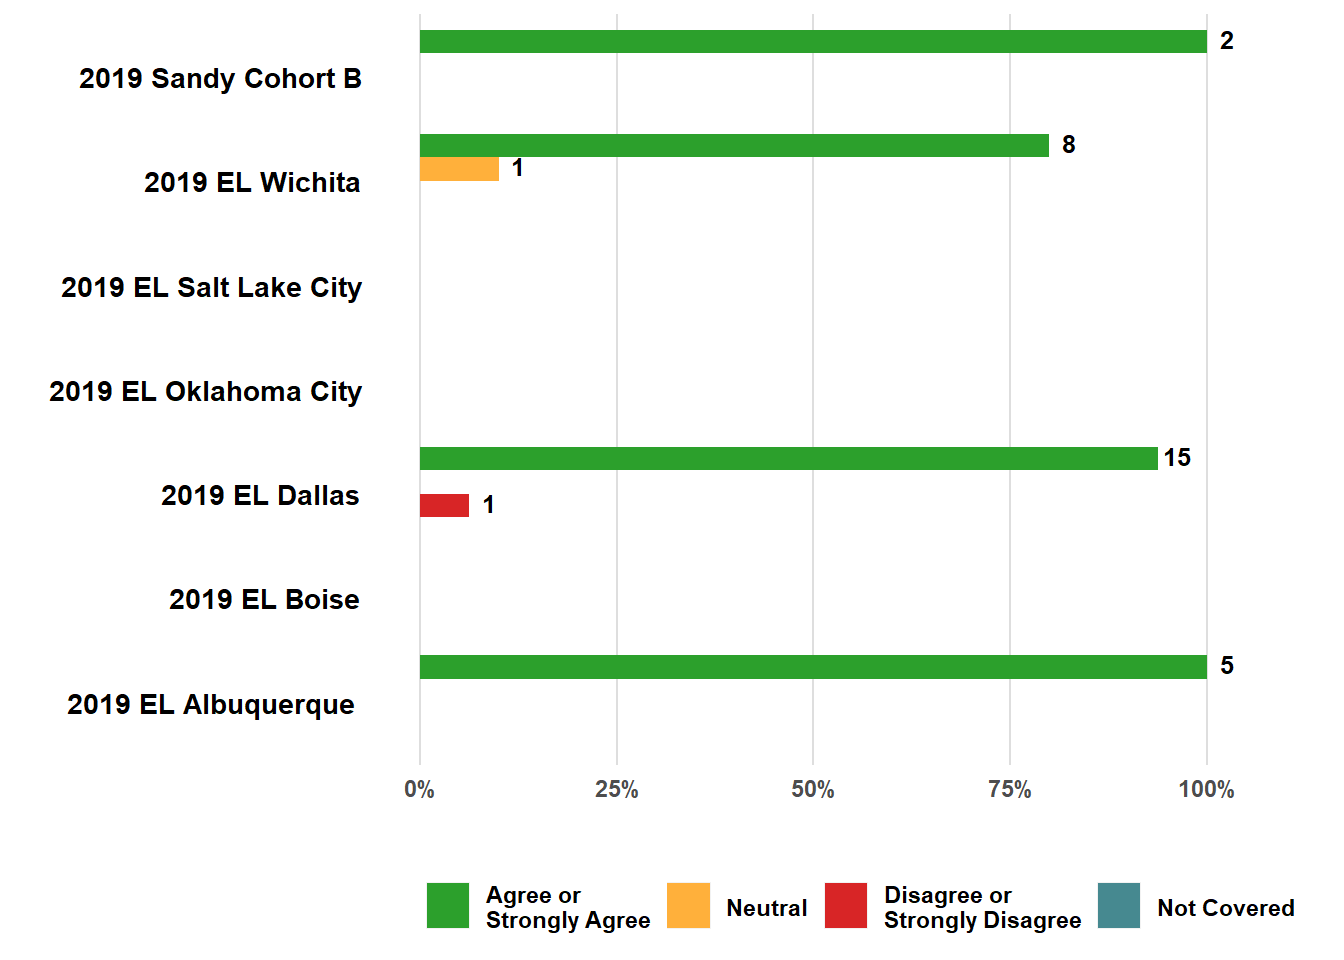 2019 Sandy Cohort B
2
2019 EL Wichita
8
1
2019 EL Salt Lake City
2019 EL Oklahoma City
2019 EL Dallas
15
1
2019 EL Boise
2019 EL Albuquerque
5
0%
25%
50%
75%
100%
Agree or
Strongly Agree
Neutral
Disagree or
Strongly Disagree
Not Covered